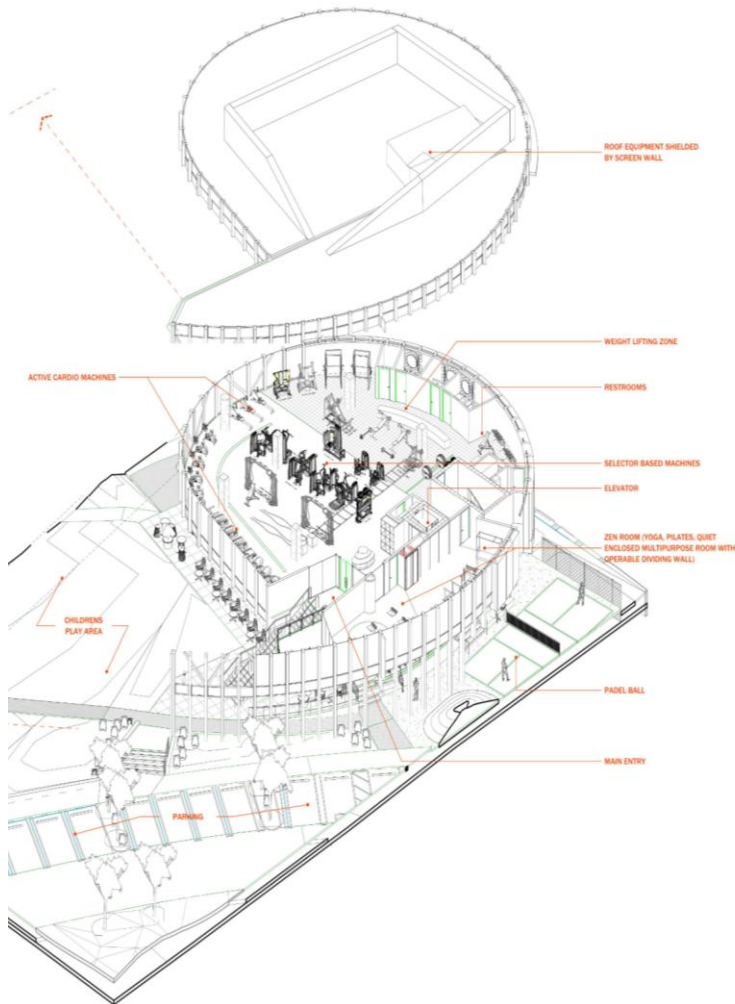 ROOF EQUIPMENT SHIELDED
BY SCREEN WALL
WEIGHT LIFTING ZONE
ACTIVE CARDIO MACHINES
RESTROOMS
SELECTOR BASED MACHINES
ELEVATOR
ZEN ROOM (YOGA, PILATES, QUIET
ENCLOSED MULTIPURPOSE ROOM WITH
OPERABLE DIVIDING WALL)
CHILDRENS
PLAY AREA
PADEL BALL
MAIN ENTRY
PARKING